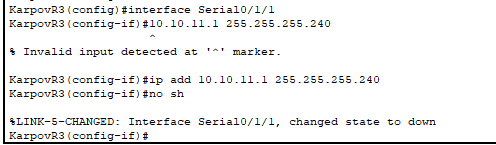 KarpovR3(config)#interface Serial0/1/1
KarpovR3(config-if)#10.10.11.1 255.255.255.240
^
% Invalid input detected at '^' marker.
KarpovR3(config-if)#ip add 10.10.11.1 255.255.255.240
KarpovR3(config-if)#no sh
%LINK-5-CHANGED: Interface Serial0/1/1, changed state to down
KarpovR3(config-if)#